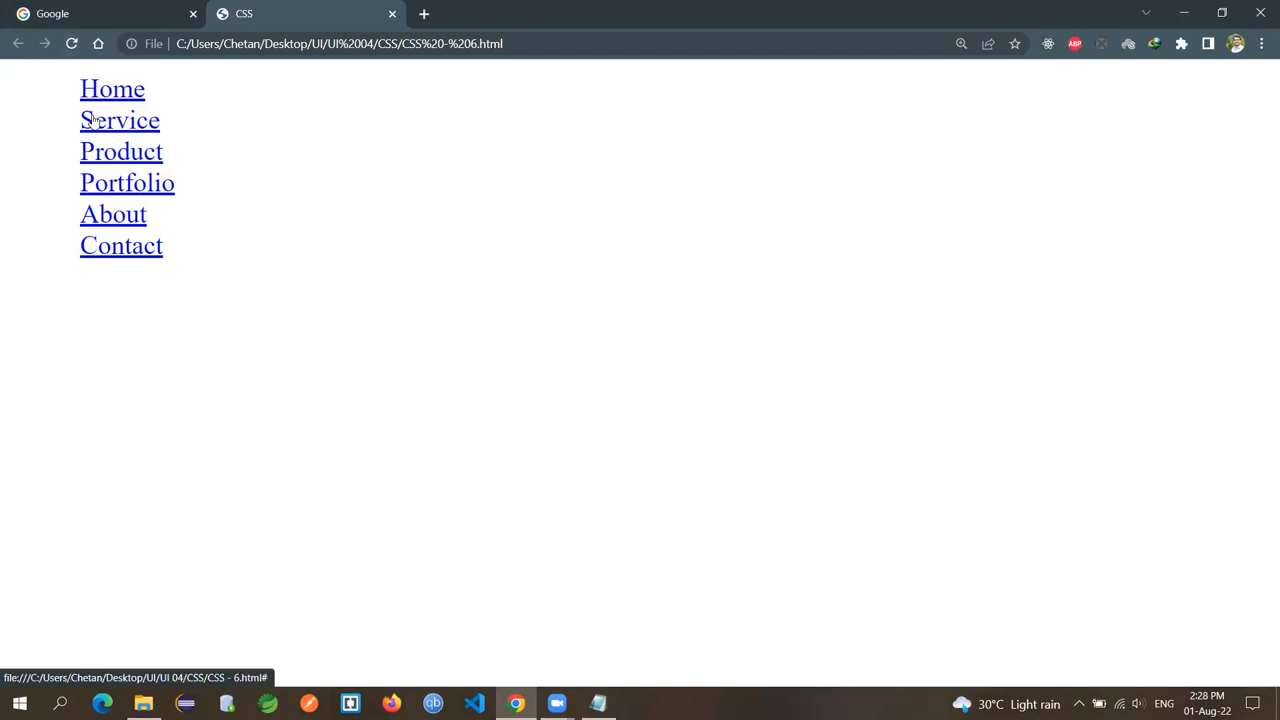 Google
CSS
File
C:/Users/Chetan/Desktop/UI/UI%2004/CSS/CSS%20-%206.html
ABP
Home
Service
Product
Portfolio
About
Contact
file:///C:/Users/Chetan/Desktop/UI/UI 04/CSS/CSS - 6.html#
qb
30°C Light rain
ENG
2:28 PM
01-Aug-22